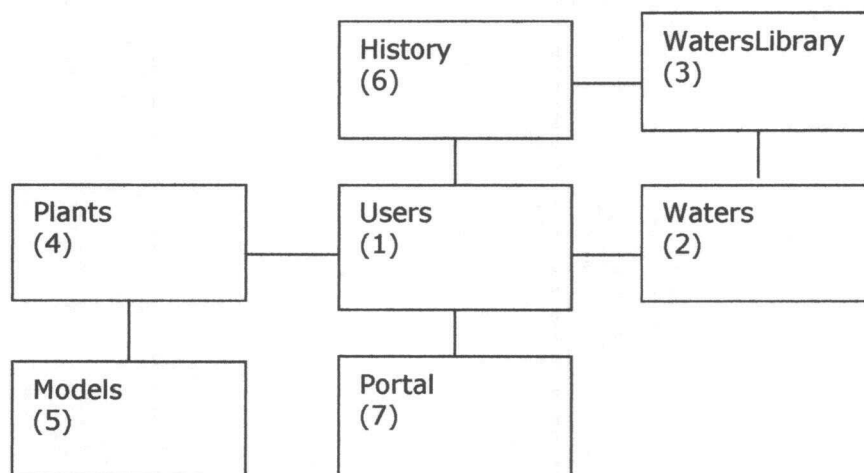 History
(6)
WatersLibrary
(3)
Plants
(4)
Users
(1)
Waters
(2)
Models
(5)
Portal
(7)